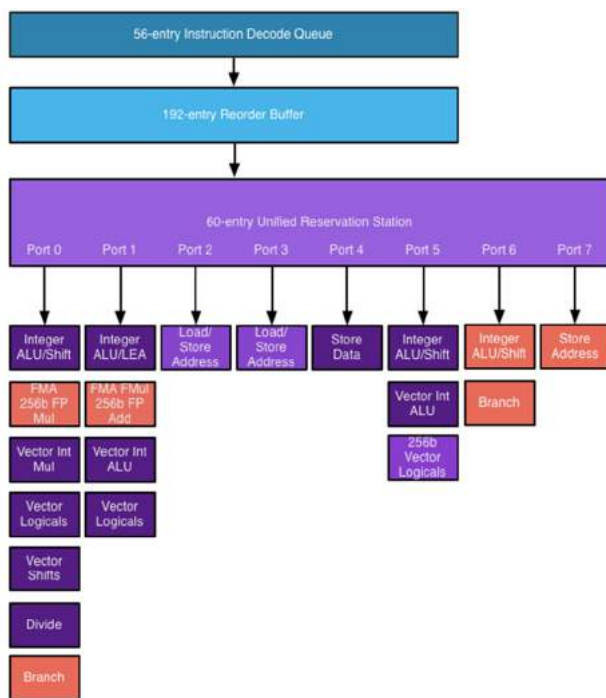 56-entry Instruction Decode Queue
192-entry Reorder Buffer
60-entry Unified Reservation Station
Port 0 Port 1 Port 2 Port 3 Port 4 Port 5 Port 6 Port 7
Integer
ALU/Shift
FMA
256b FP
Mul
Vector Int
Mul
Vector
Logicals
Vector
Shifts
Divide
Branch
Integer
ALU/LEA
FMA FMul
256b FP
Add
Vector Int
ALU
Vector
Logicals
Load/
Store
Address
Load/
Store
Address
Store
Data
Integer
ALU/Shift
Vector Int
ALU
256b
Vector
Logicals
Integer
ALU/Shift
Branch
Store
Address